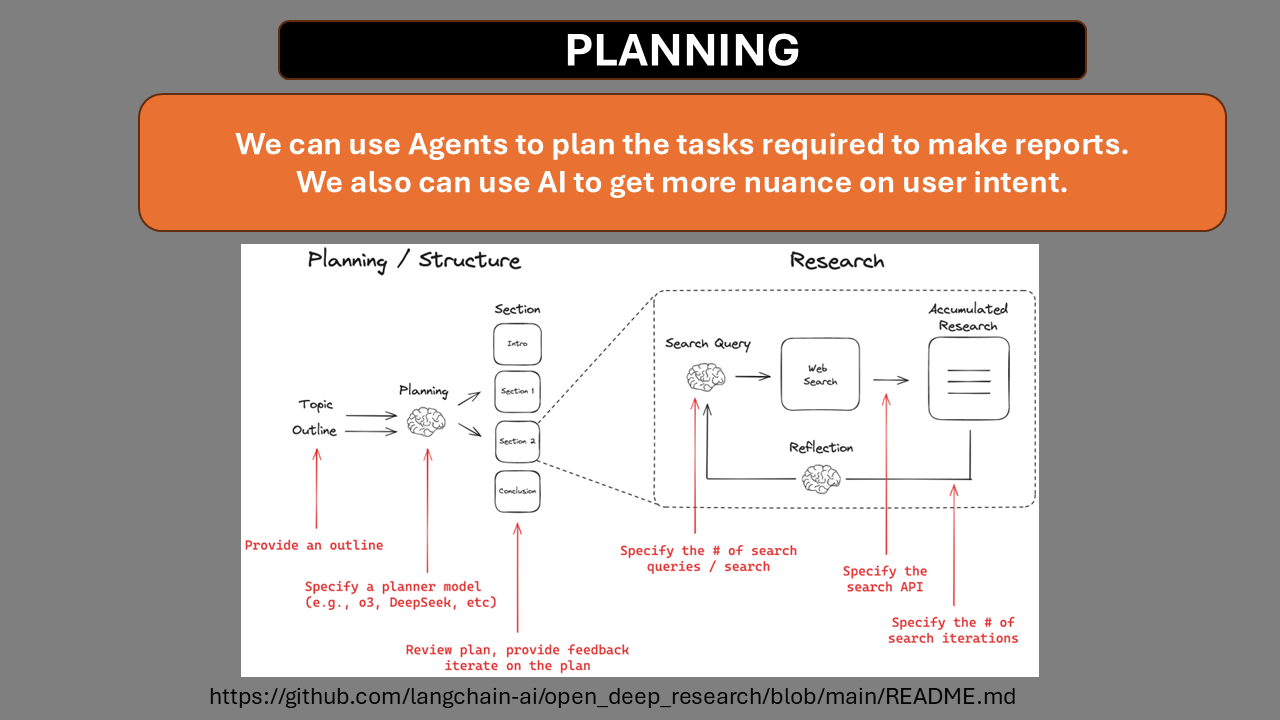 PLANNING
We can use Agents to plan the tasks required to make reports.
We also can use AI to get more nuance on user intent.
Planning / Structure
Research
Section
Intro
Section 1
Section 2
Conclusion
Planning
Topic
Outline
Search Query
Web
Search
Accumulated
Research
Reflection
Provide an outline
Specify a planner model
(e.g., o3, DeepSeek, etc)
Review plan, provide feedback
iterate on the plan
Specify the # of search
queries / search
Specify the
search API
Specify the # of
search iterations
https://github.com/langchain-ai/open_deep_research/blob/main/README.md